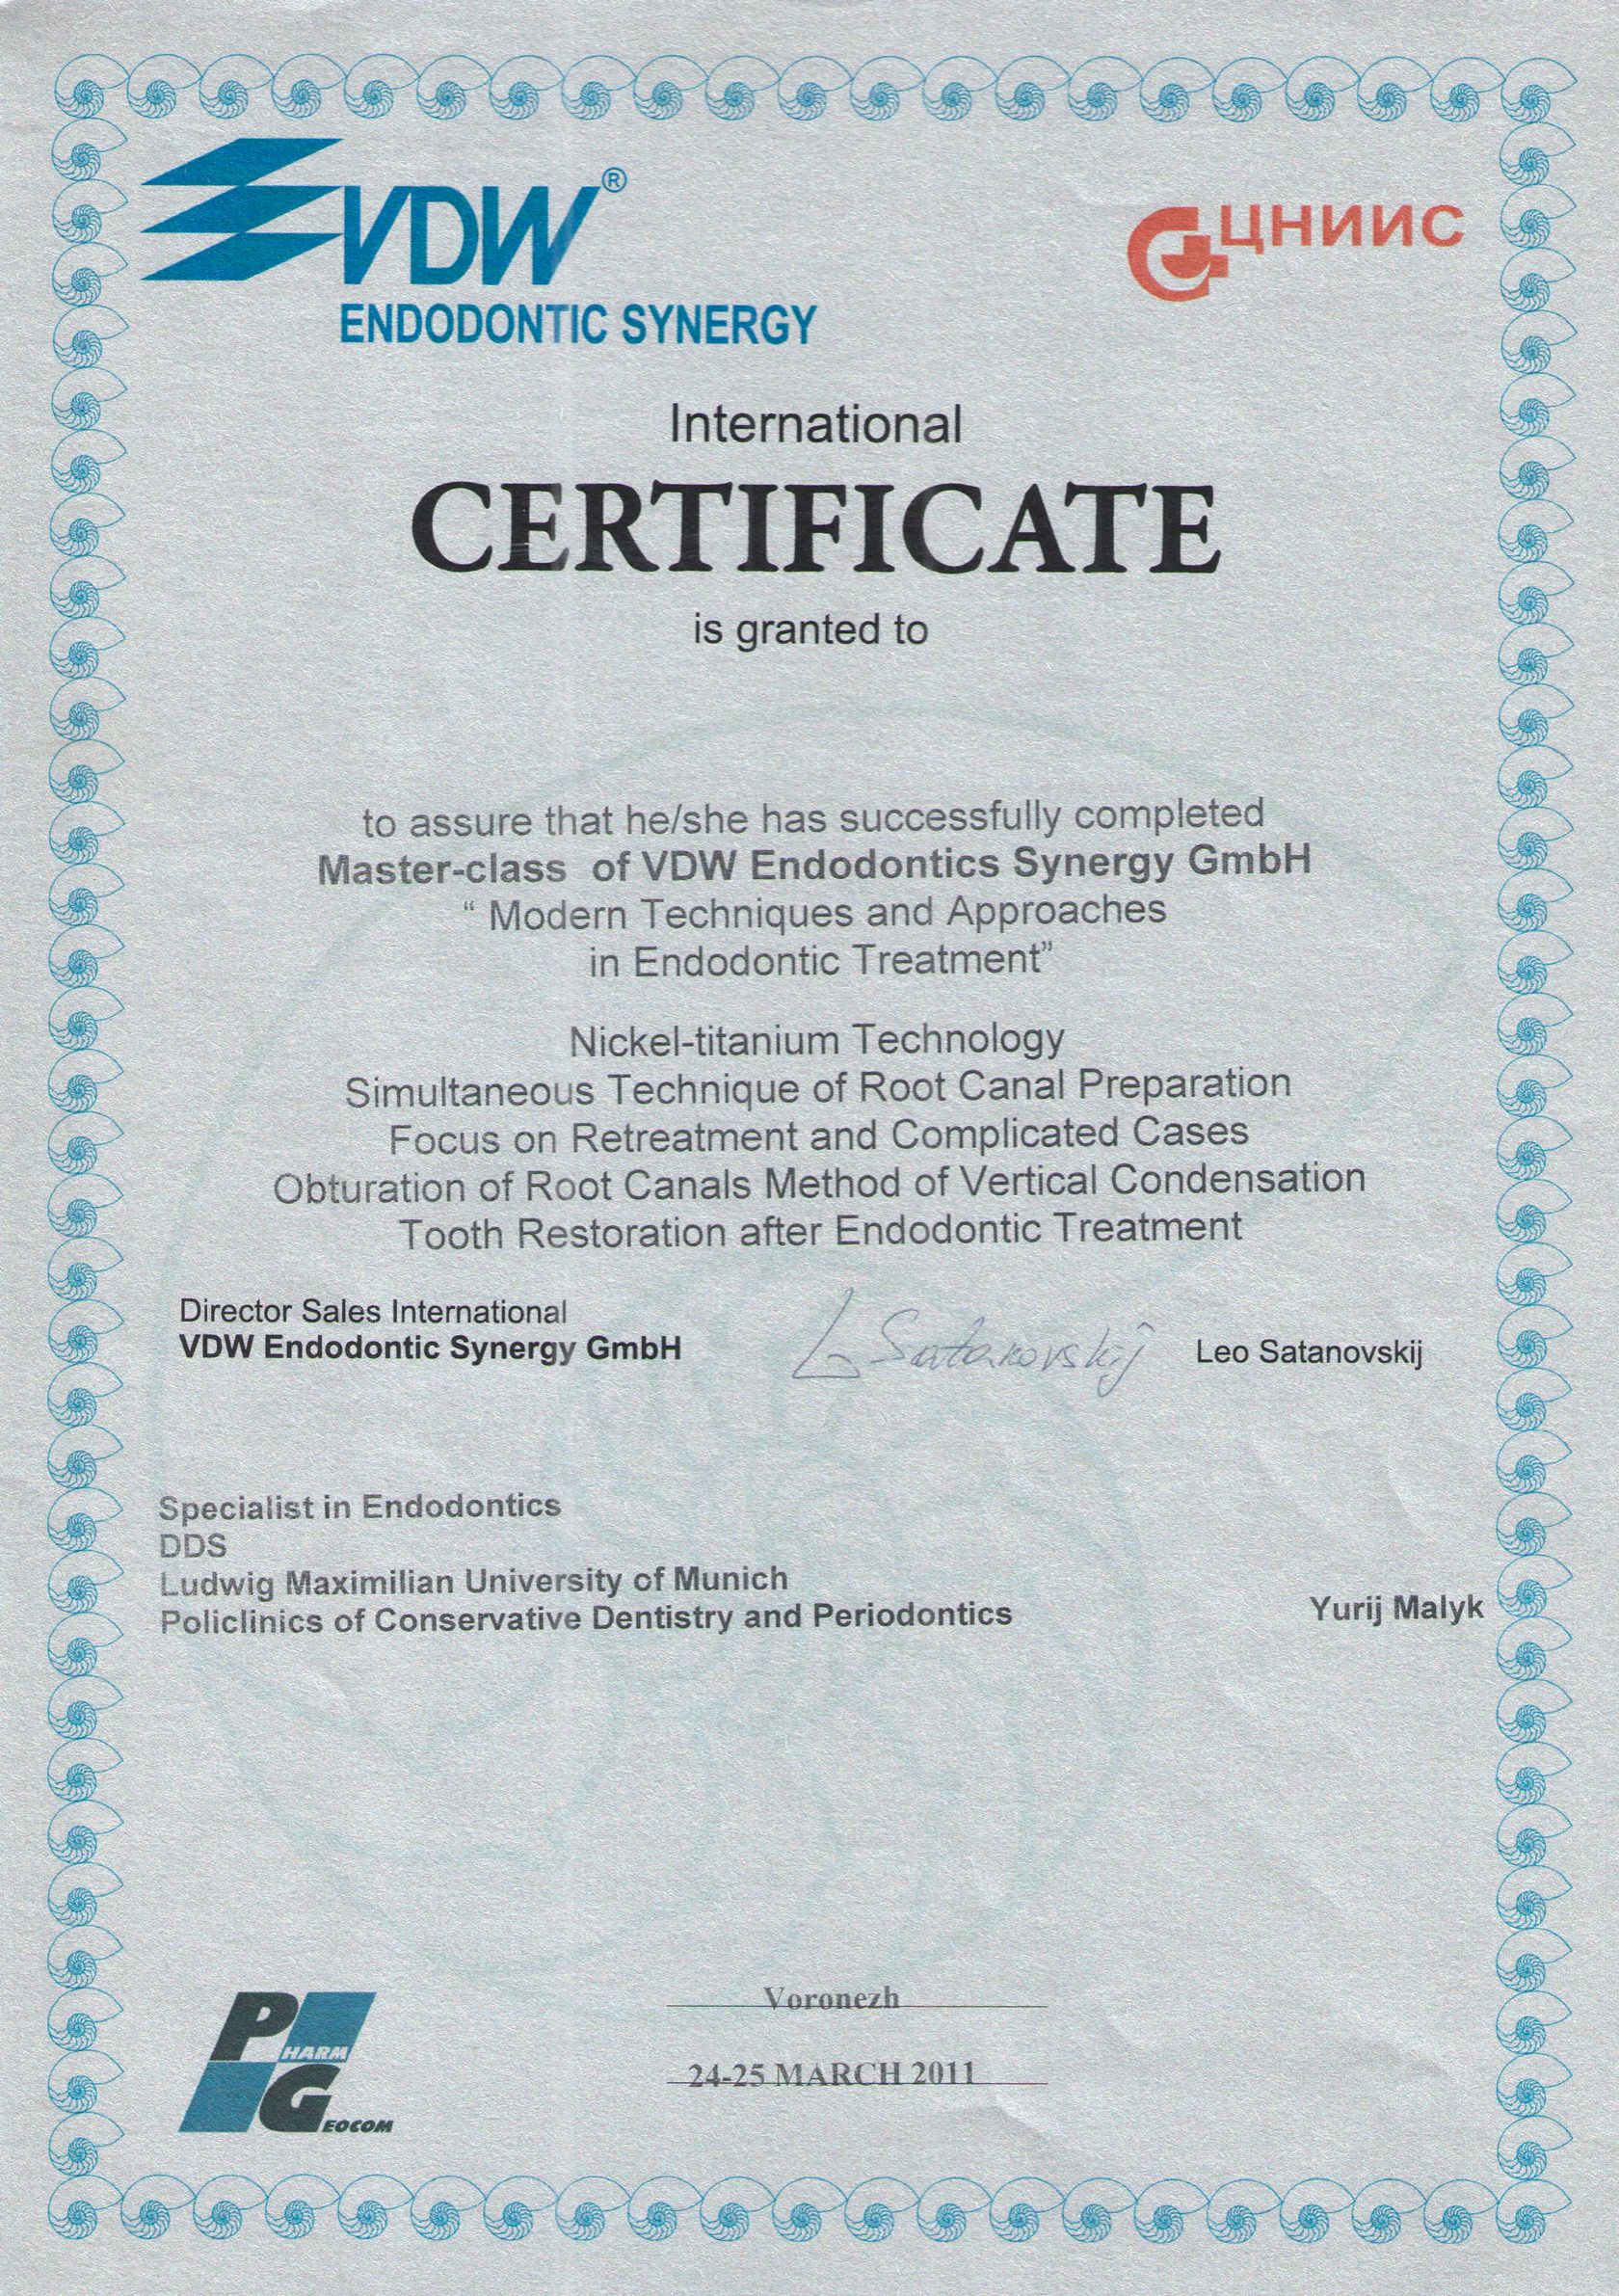 VDW®
ENDODONTIC SYNERGY
ЦНИИС
International
CERTIFICATE
is granted to
to assure that he/she has successfully completed
Master-class of VDW Endodontics Synergy GmbH
“ Modern Techniques and Approaches
in Endodontic Treatment”
Nickel-titanium Technology
Simultaneous Technique of Root Canal Preparation
Focus on Retreatment and Complicated Cases
Obturation of Root Canals Method of Vertical Condensation
Tooth Restoration after Endodontic Treatment
Director Sales International
VDW Endodontic Synergy GmbH
L Satanovskij
Leo Satanovskij
Specialist in Endodontics
DDS
Ludwig Maximilian University of Munich
Policlinics of Conservative Dentistry and Periodontics
Yurij Malyk
Voronezh
24-25 MARCH 2011
PHARM
GEOCOM